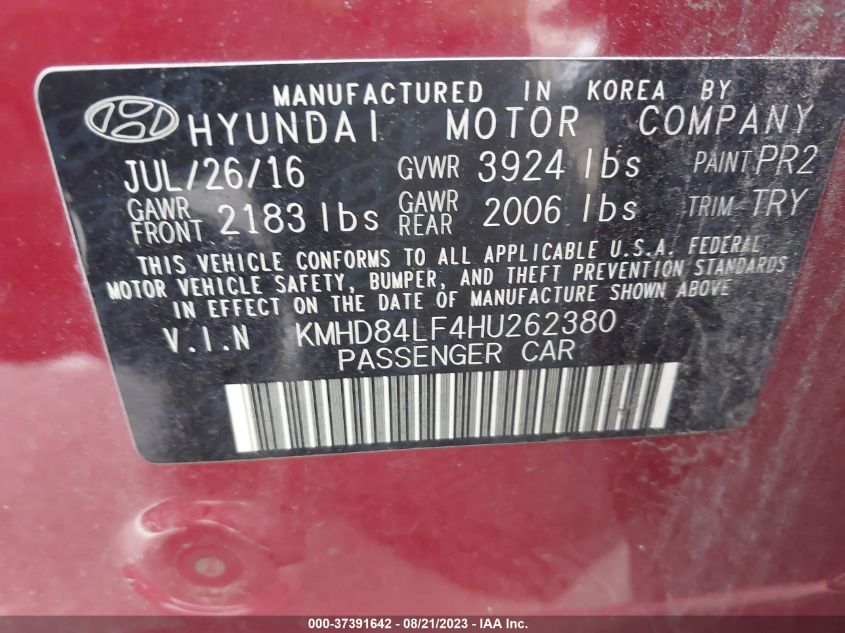 MANUFACTURED IN KOREA BY
HYUNDAI MOTOR COMPANY
JUL/26/16 GVWR 3924 lbs PAINT PR2
GAWR FRONT 2183 lbs GAWR REAR 2006 lbs TRIM TRY
THIS VEHICLE CONFORMS TO ALL APPLICABLE U.S.A. FEDERAL
MOTOR VEHICLE SAFETY, BUMPER, AND THEFT PREVENTION STANDARDS
IN EFFECT ON THE DATE OF MANUFACTURE SHOWN ABOVE
V.I.N KMHD84LF4HU262380
PASSENGER CAR
000-37391642 - 08/21/2023 - IAA Inc.